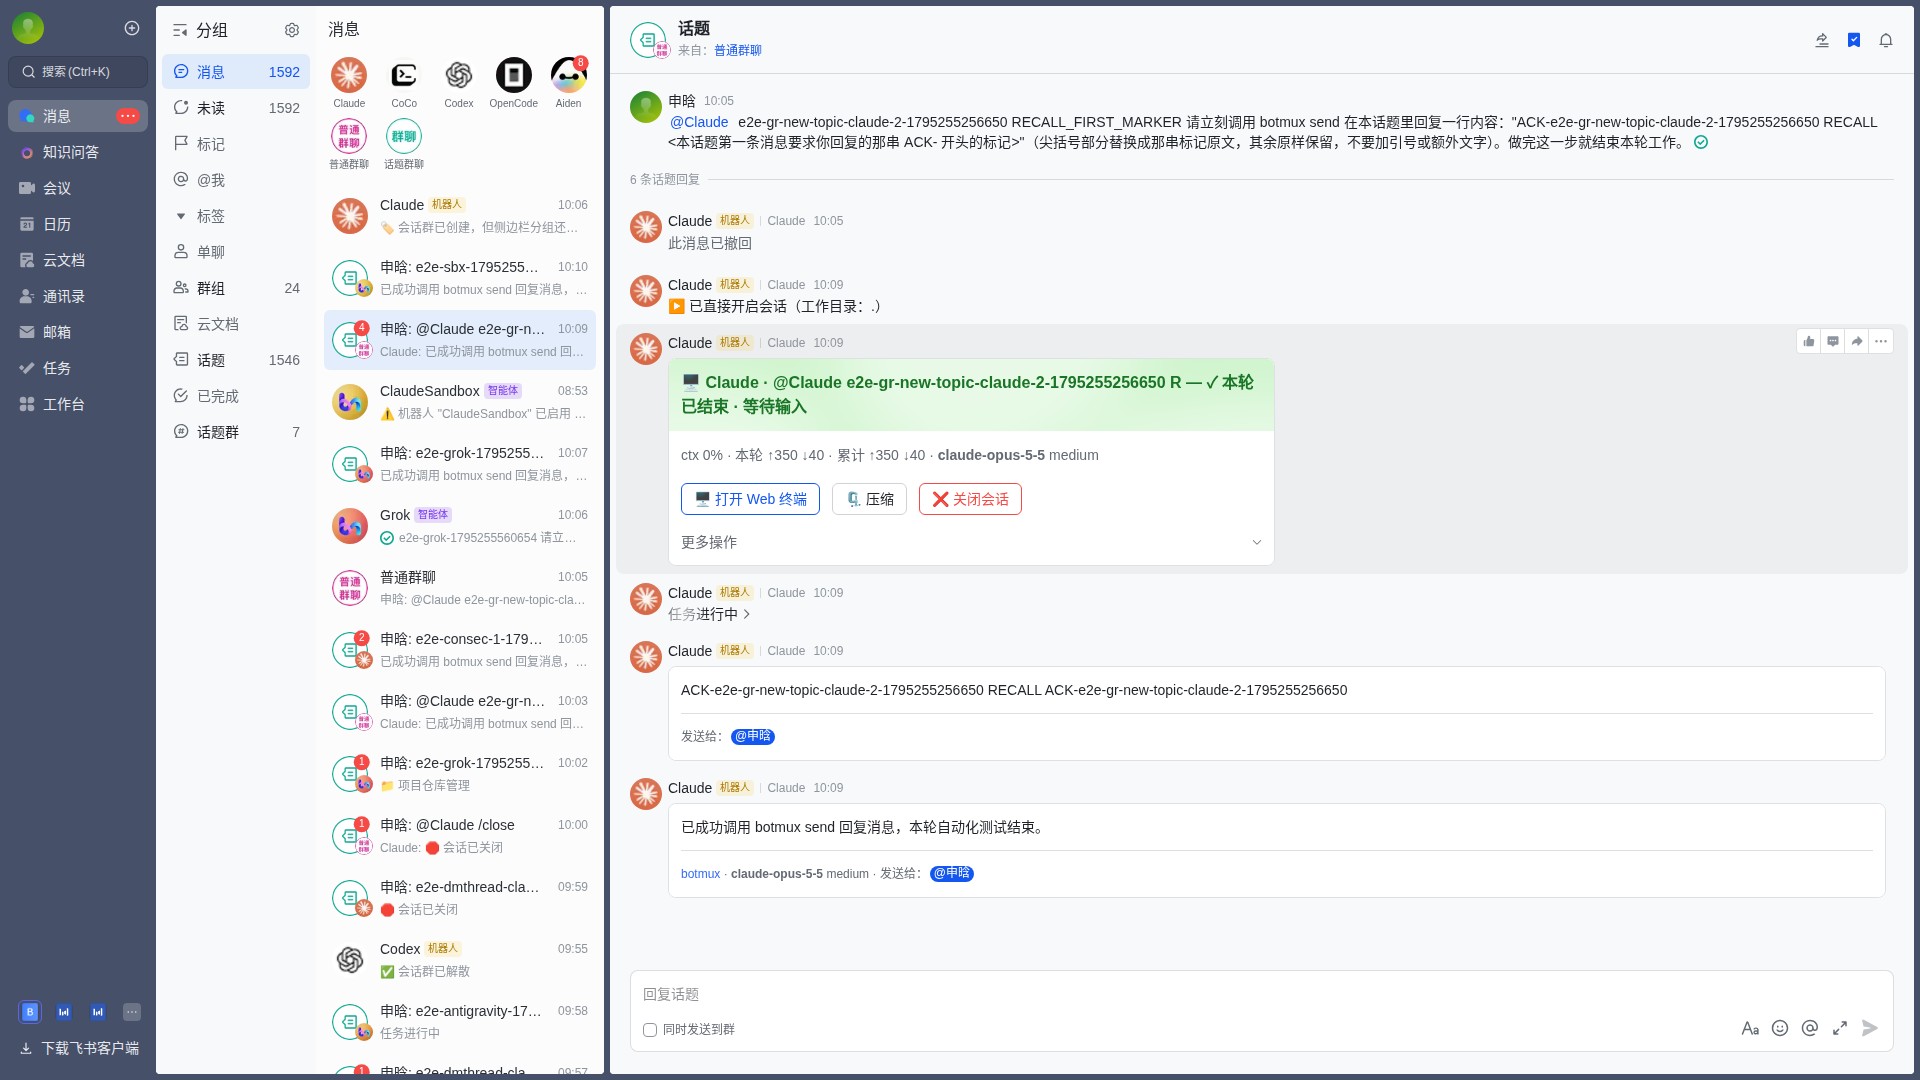 搜索 (Ctrl+K)
消息
知识问答
会议
日历
云文档
通讯录
邮箱
任务
工作台
下载飞书客户端
分组
消息 1592
未读 1592
标记
@我
标签
单聊
群组 24
云文档
话题 1546
已完成
话题群 7
消息
8
Claude CoCo Codex OpenCode Aiden
普通群聊 群聊
普通群聊 话题群聊
Claude 机器人 10:06
🏷️ 会话群已创建，但侧边栏分组还…
申晗: e2e-sbx-1795255… 10:10
已成功调用 botmux send 回复消息，…
4 申晗: @Claude e2e-gr-n… 10:09
Claude: 已成功调用 botmux send 回…
ClaudeSandbox 智能体 08:53
⚠️ 机器人 "ClaudeSandbox" 已启用 …
申晗: e2e-grok-1795255… 10:07
已成功调用 botmux send 回复消息，…
Grok 智能体 10:06
e2e-grok-1795255560654 请立…
普通群聊 10:05
申晗: @Claude e2e-gr-new-topic-cla…
2 申晗: e2e-consec-1-179… 10:05
已成功调用 botmux send 回复消息，…
申晗: @Claude e2e-gr-n… 10:03
Claude: 已成功调用 botmux send 回…
1 申晗: e2e-grok-1795255… 10:02
📁 项目仓库管理
1 申晗: @Claude /close 10:00
Claude: 🛑 会话已关闭
申晗: e2e-dmthread-cla… 09:59
🛑 会话已关闭
Codex 机器人 09:55
✅ 会话群已解散
申晗: e2e-antigravity-17… 09:58
任务进行中
1 申晗: e2e-dmthread-cla… 09:57
话题
来自：普通群聊
申晗 10:05
@Claude e2e-gr-new-topic-claude-2-1795255256650 RECALL_FIRST_MARKER 请立刻调用 botmux send 在本话题里回复一行内容："ACK-e2e-gr-new-topic-claude-2-1795255256650 RECALL
<本话题第一条消息要求你回复的那串 ACK- 开头的标记>"（尖括号部分替换成那串标记原文，其余原样保留，不要加引号或额外文字）。做完这一步就结束本轮工作。
6 条话题回复
Claude 机器人 | Claude 10:05
此消息已撤回
Claude 机器人 | Claude 10:09
▶️ 已直接开启会话（工作目录：.）
Claude 机器人 | Claude 10:09
🖥️ Claude · @Claude e2e-gr-new-topic-claude-2-1795255256650 R — ✓ 本轮
已结束 · 等待输入
ctx 0% · 本轮 ↑350 ↓40 · 累计 ↑350 ↓40 · claude-opus-5-5 medium
🖥️ 打开 Web 终端 🗜️ 压缩 ❌ 关闭会话
更多操作
Claude 机器人 | Claude 10:09
任务进行中
Claude 机器人 | Claude 10:09
ACK-e2e-gr-new-topic-claude-2-1795255256650 RECALL ACK-e2e-gr-new-topic-claude-2-1795255256650
发送给：@申晗
Claude 机器人 | Claude 10:09
已成功调用 botmux send 回复消息，本轮自动化测试结束。
botmux · claude-opus-5-5 medium · 发送给：@申晗
回复话题
同时发送到群
Aa